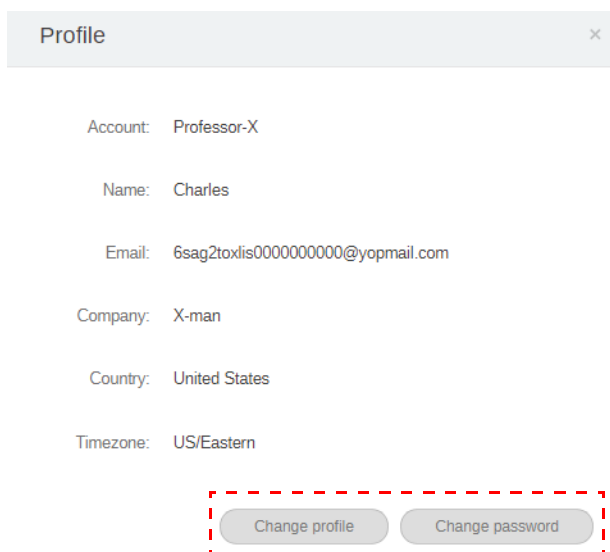 Profile ×
Account: Professor-X
Name: Charles
Email: 6sag2toxlis0000000000@yopmail.com
Company: X-man
Country: United States
Timezone: US/Eastern
Change profile Change password